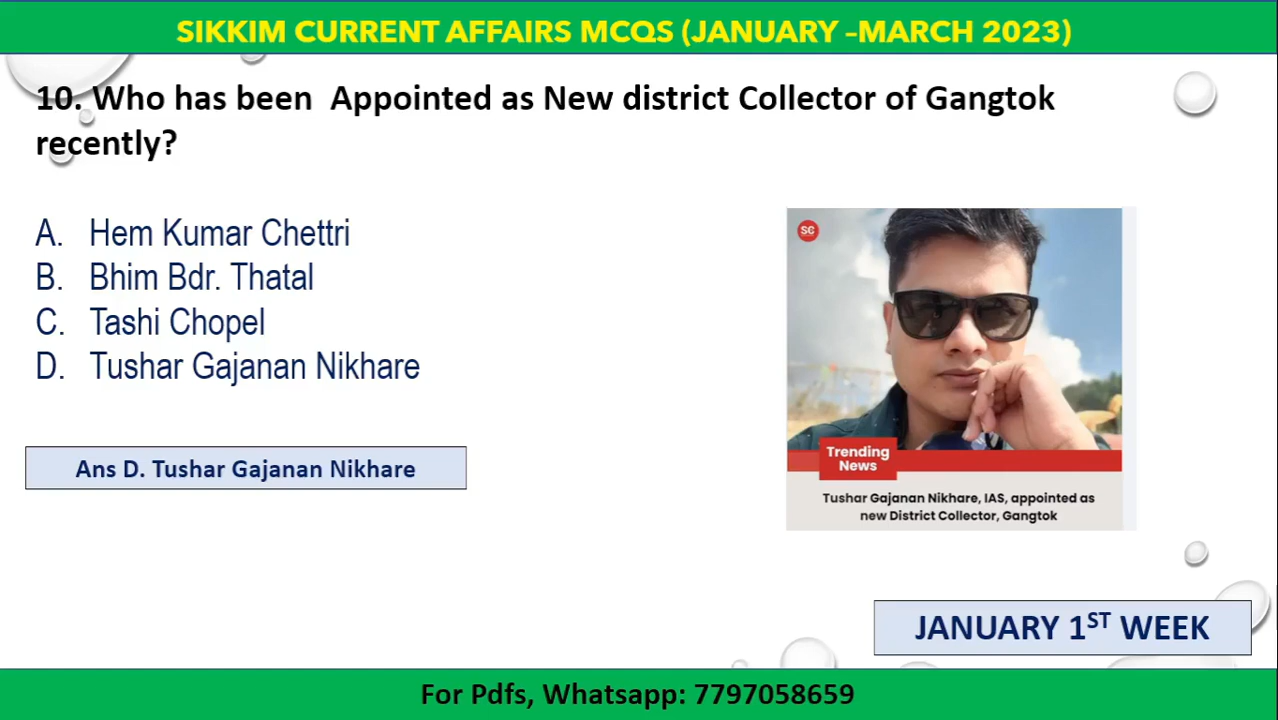 SIKKIM CURRENT AFFAIRS MCQS (JANUARY –MARCH 2023)
10. Who has been Appointed as New district Collector of Gangtok
recently?
A. Hem Kumar Chettri
B. Bhim Bdr. Thatal
C. Tashi Chopel
D. Tushar Gajanan Nikhare
Ans D. Tushar Gajanan Nikhare
SC
Trending
News
Tushar Gajanan Nikhare, IAS, appointed as
new District Collector, Gangtok
JANUARY 1ST WEEK
For Pdfs, Whatsapp: 7797058659